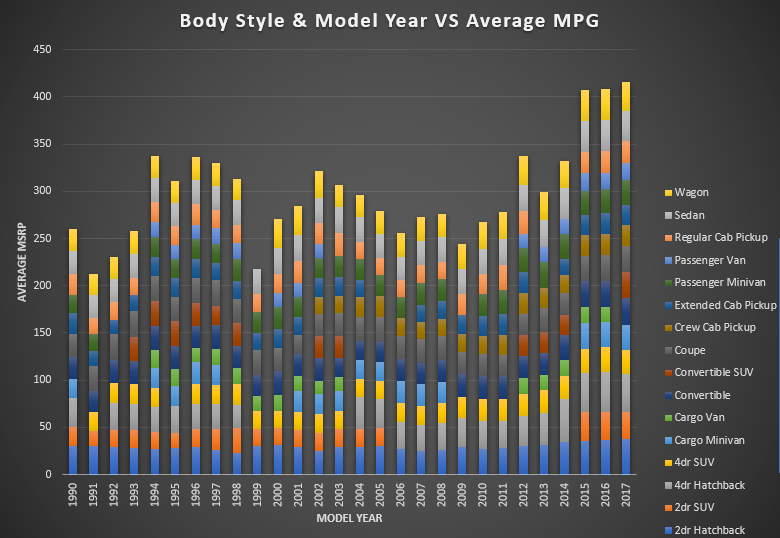 Body Style & Model Year VS Average MPG
450
400
350
300
250
200
150
100
50
0
AVERAGE MSRP
1990 1991 1992 1993 1994 1995 1996 1997 1998 1999 2000 2001 2002 2003 2004 2005 2006 2007 2008 2009 2010 2011 2012 2013 2014 2015 2016 2017
MODEL YEAR
Wagon
Sedan
Regular Cab Pickup
Passenger Van
Passenger Minivan
Extended Cab Pickup
Crew Cab Pickup
Coupe
Convertible SUV
Convertible
Cargo Van
Cargo Minivan
4dr SUV
4dr Hatchback
2dr SUV
2dr Hatchback